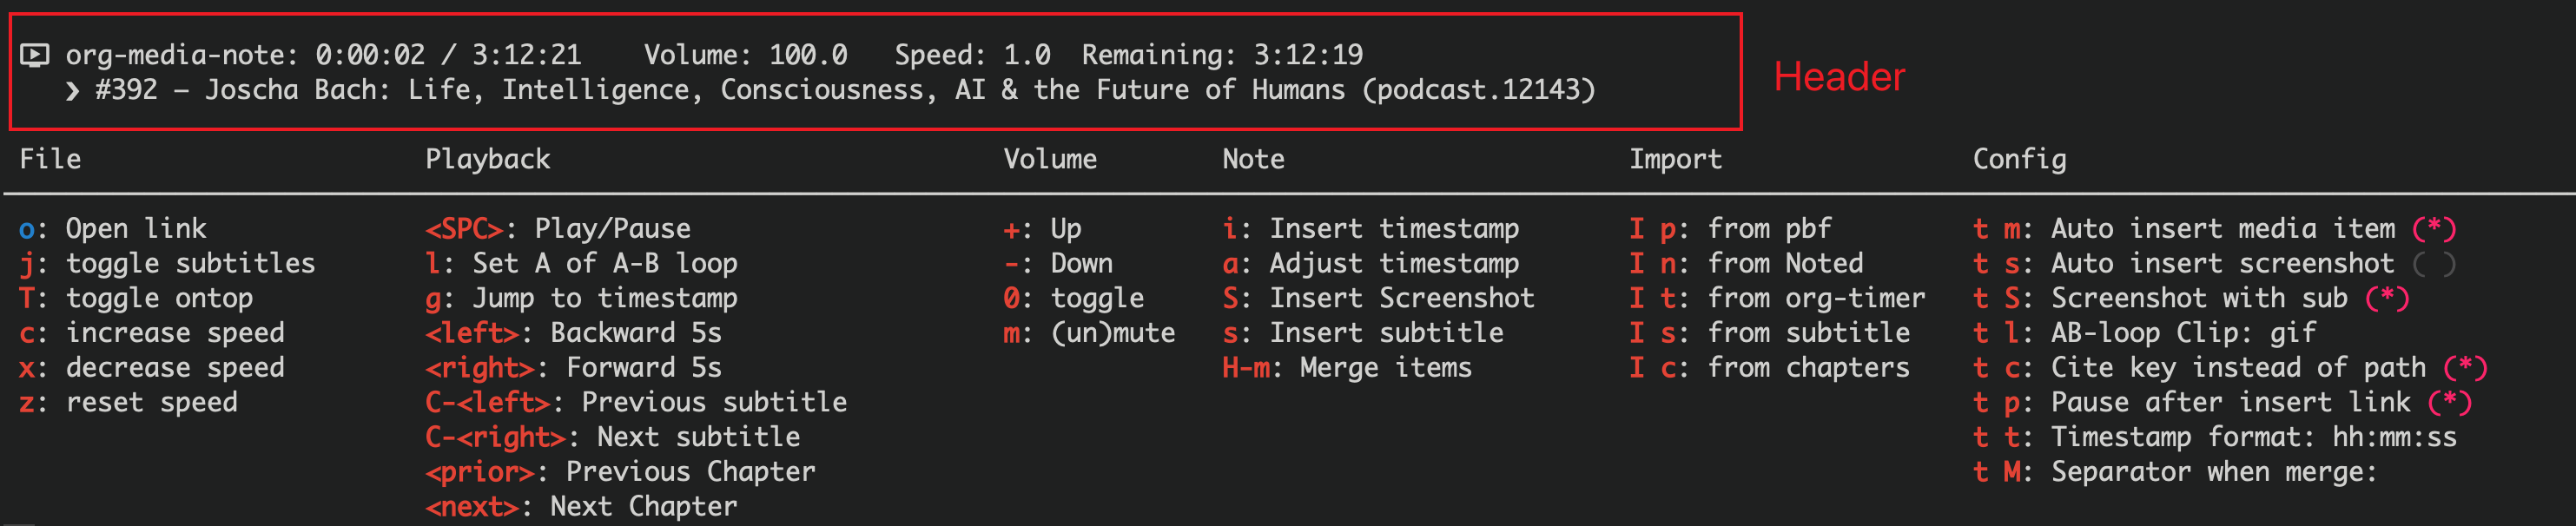 org-media-note: 0:00:02 / 3:12:21    Volume: 100.0   Speed: 1.0  Remaining: 3:12:19
❯ #392 – Joscha Bach: Life, Intelligence, Consciousness, AI & the Future of Humans (podcast.12143)
Header
File    Playback    Volume    Note    Import    Config
o: Open link    <SPC>: Play/Pause    +: Up    i: Insert timestamp    I p: from pbf    t m: Auto insert media item (*)
j: toggle subtitles    l: Set A of A-B loop    -: Down    a: Adjust timestamp    I n: from Noted    t s: Auto insert screenshot ( )
T: toggle ontop    g: Jump to timestamp    0: toggle    S: Insert Screenshot    I t: from org-timer    t S: Screenshot with sub (*)
c: increase speed    <left>: Backward 5s    m: (un)mute    s: Insert subtitle    I s: from subtitle    t l: AB-loop Clip: gif
x: decrease speed    <right>: Forward 5s    H-m: Merge items    I c: from chapters    t c: Cite key instead of path (*)
z: reset speed    C-<left>: Previous subtitle    t p: Pause after insert link (*)
C-<right>: Next subtitle    t t: Timestamp format: hh:mm:ss
<prior>: Previous Chapter    t M: Separator when merge:
<next>: Next Chapter